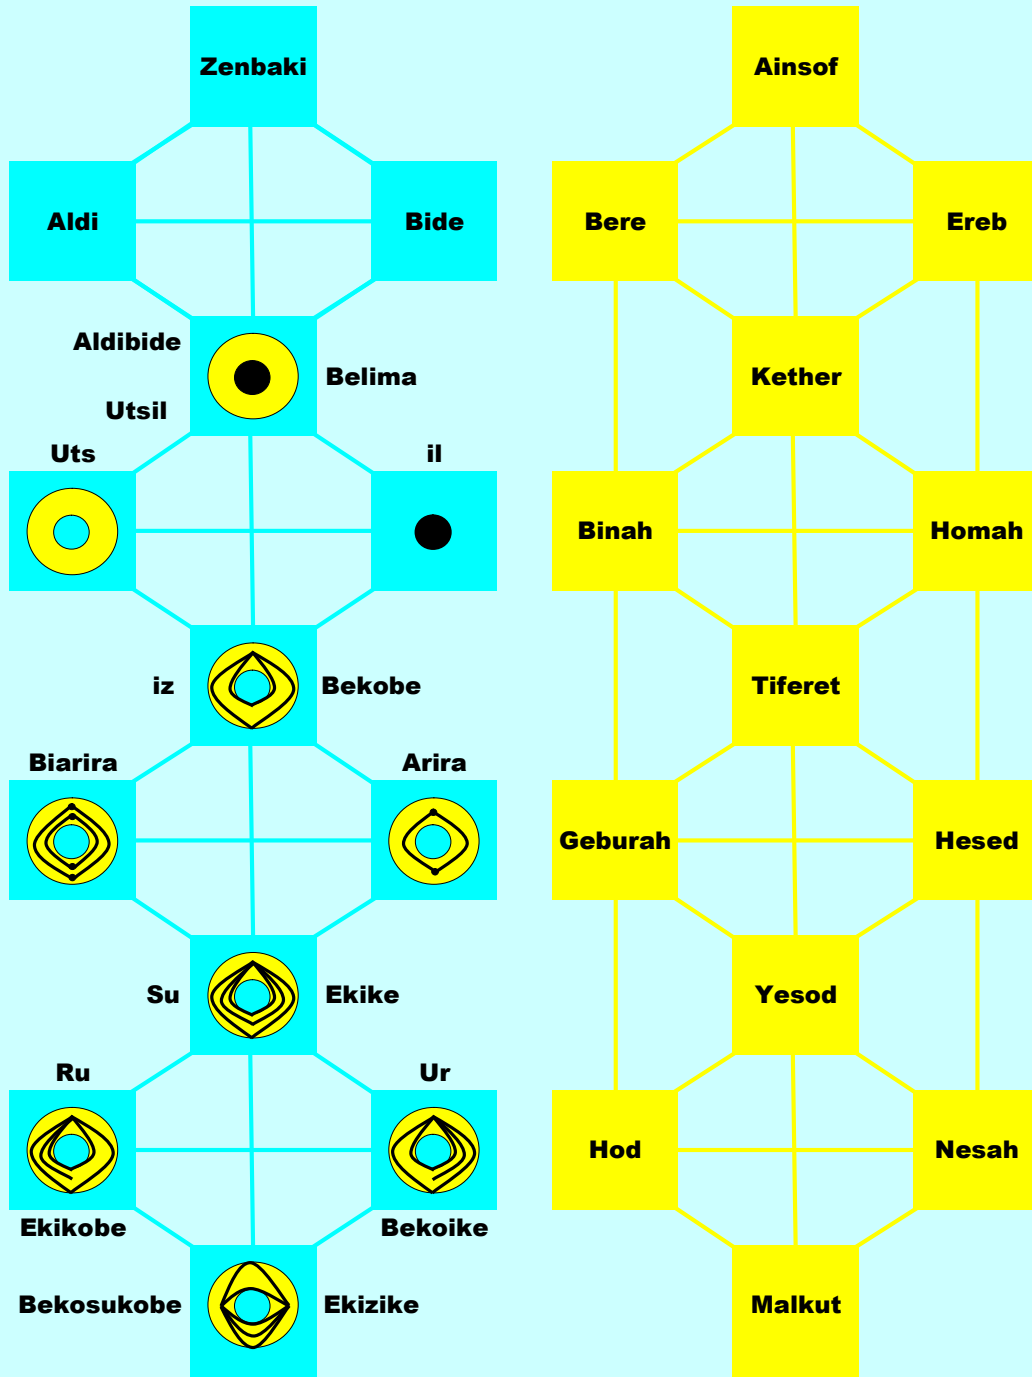 Zenbaki
Ainsof
Aldi
Bide
Bere
Ereb
Aldibide
Belima
Utsil
Kether
Uts
il
Binah
Homah
iz
Bekobe
Tiferet
Biarira
Arira
Geburah
Hesed
Su
Ekike
Yesod
Ru
Ur
Hod
Nesah
Ekikobe
Bekoike
Bekosukobe
Ekizike
Malkut